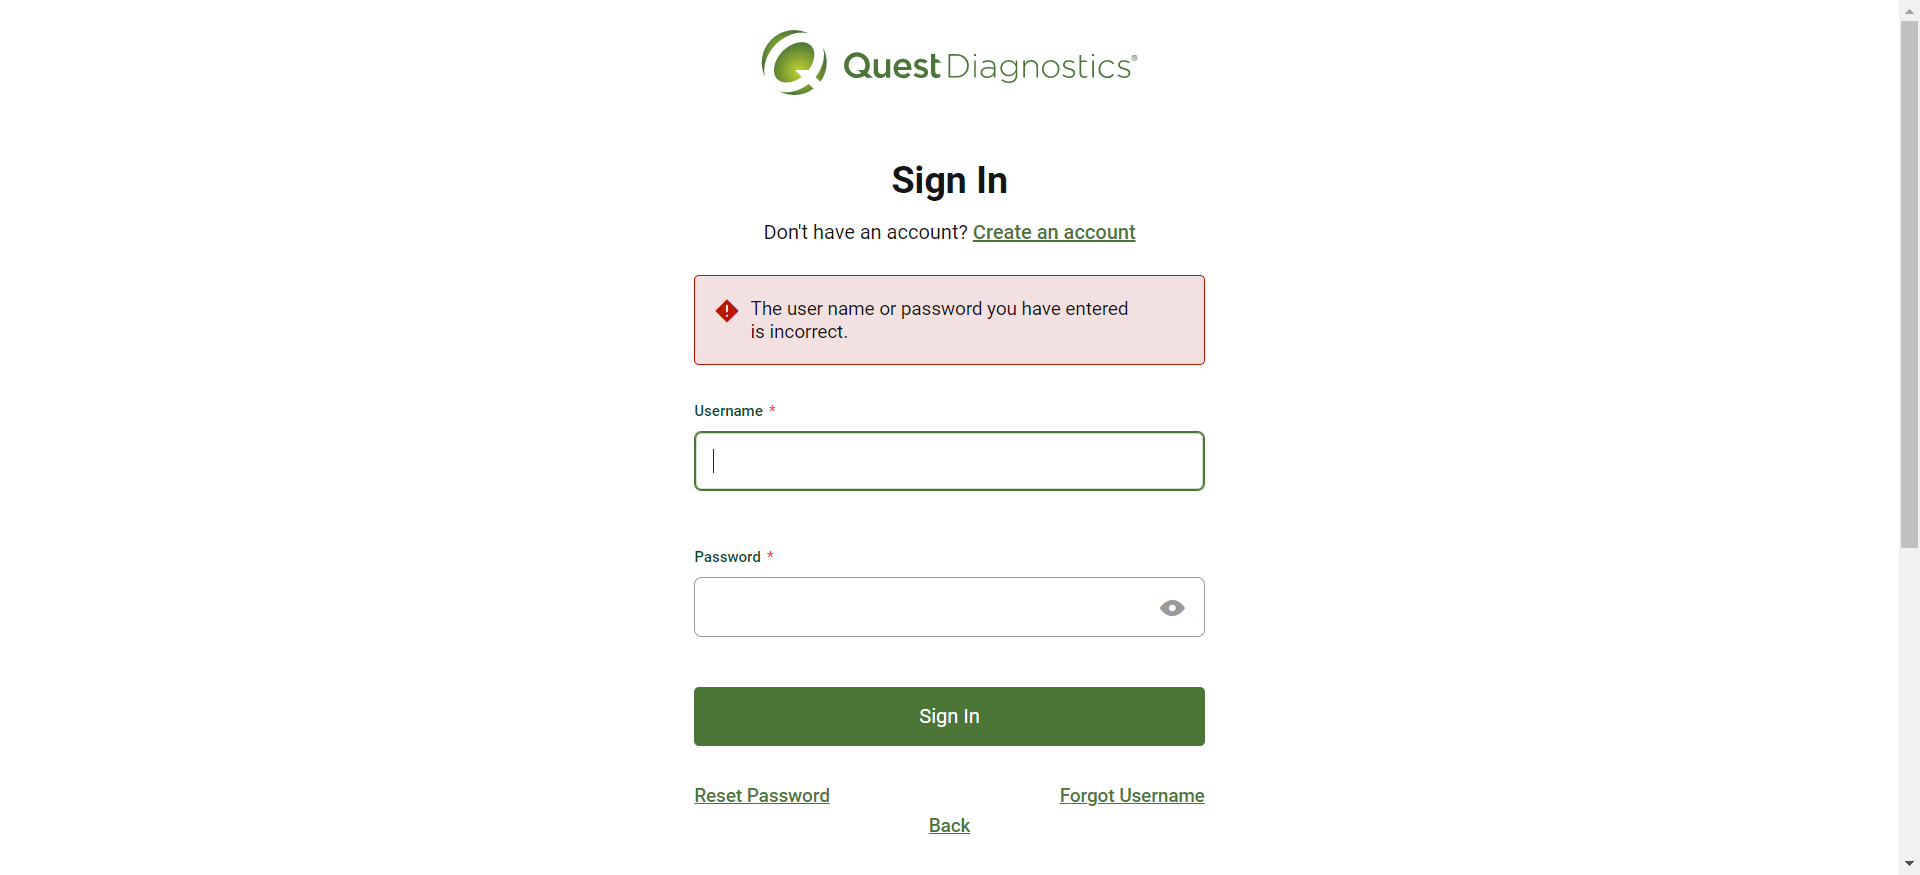 Quest Diagnostics®
Sign In
Don't have an account? Create an account
The user name or password you have entered
is incorrect.
Username *
Password *
Sign In
Reset Password
Forgot Username
Back